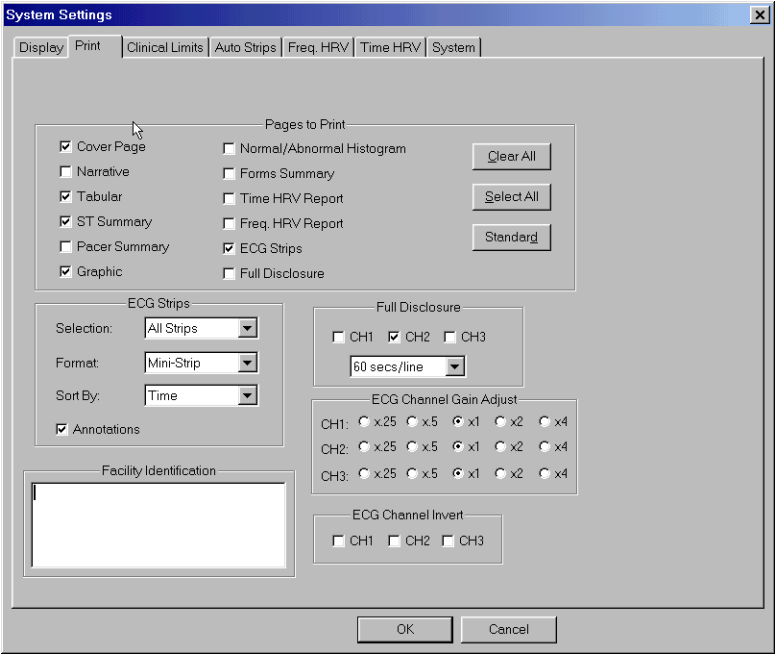 System Settings
Display Print Clinical Limits Auto Strips Freq. HRV Time HRV System
Pages to Print
Cover Page
Narrative
Tabular
ST Summary
Pacer Summary
Graphic
Normal/Abnormal Histogram
Forms Summary
Time HRV Report
Freq. HRV Report
ECG Strips
Full Disclosure
Clear All
Select All
Standard
ECG Strips
Selection: All Strips
Format: Mini-Strip
Sort By: Time
Annotations
Full Disclosure
CH1 CH2 CH3
60 secs/line
ECG Channel Gain Adjust
CH1: x.25 x.5 x1 x2 x4
CH2: x.25 x.5 x1 x2 x4
CH3: x.25 x.5 x1 x2 x4
Facility Identification
ECG Channel Invert
CH1 CH2 CH3
OK Cancel